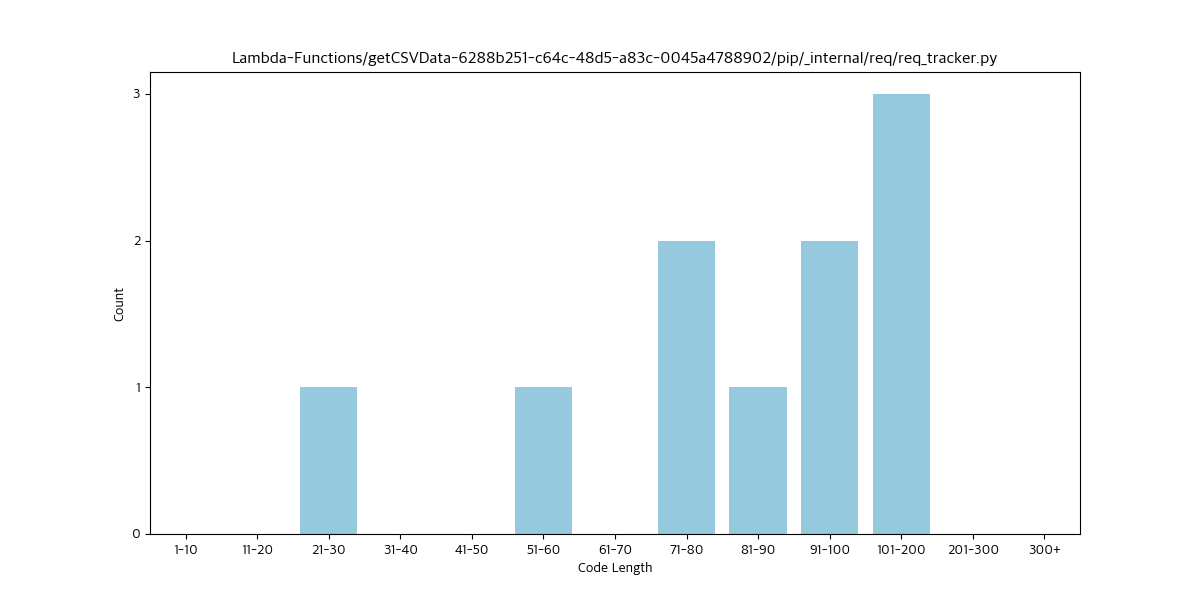 Lambda-Functions/getCSVData-6288b251-c64c-48d5-a83c-0045a4788902/pip/_internal/req/req_tracker.py
3
2
1
0
Count
1-10 11-20 21-30 31-40 41-50 51-60 61-70 71-80 81-90 91-100 101-200 201-300 300+
Code Length